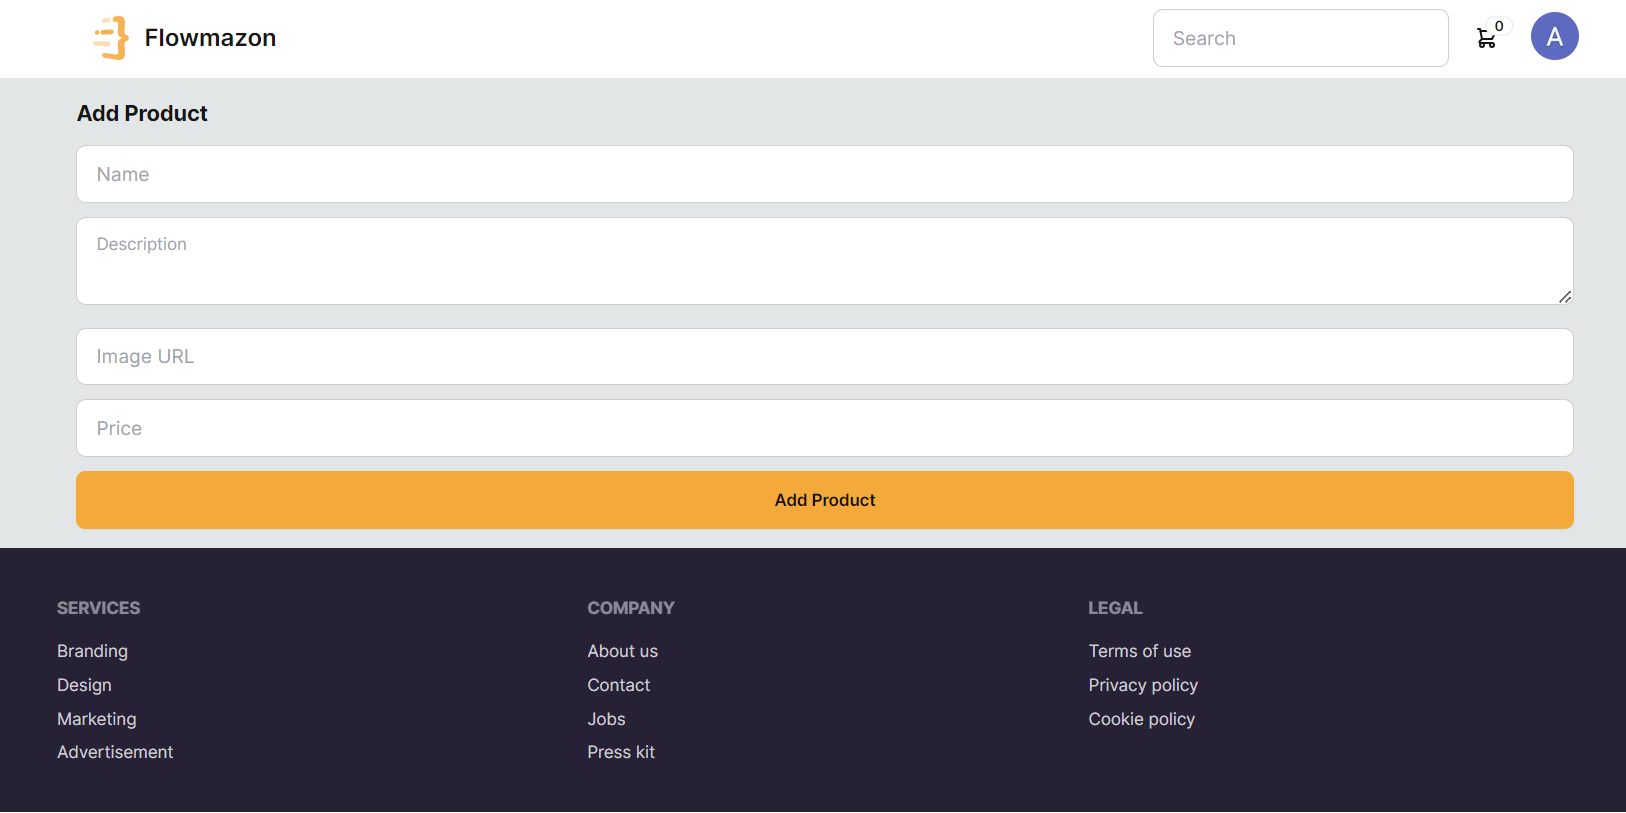 Flowmazon
Search
0
A
Add Product
Name
Description
Image URL
Price
Add Product
SERVICES
Branding
Design
Marketing
Advertisement
COMPANY
About us
Contact
Jobs
Press kit
LEGAL
Terms of use
Privacy policy
Cookie policy